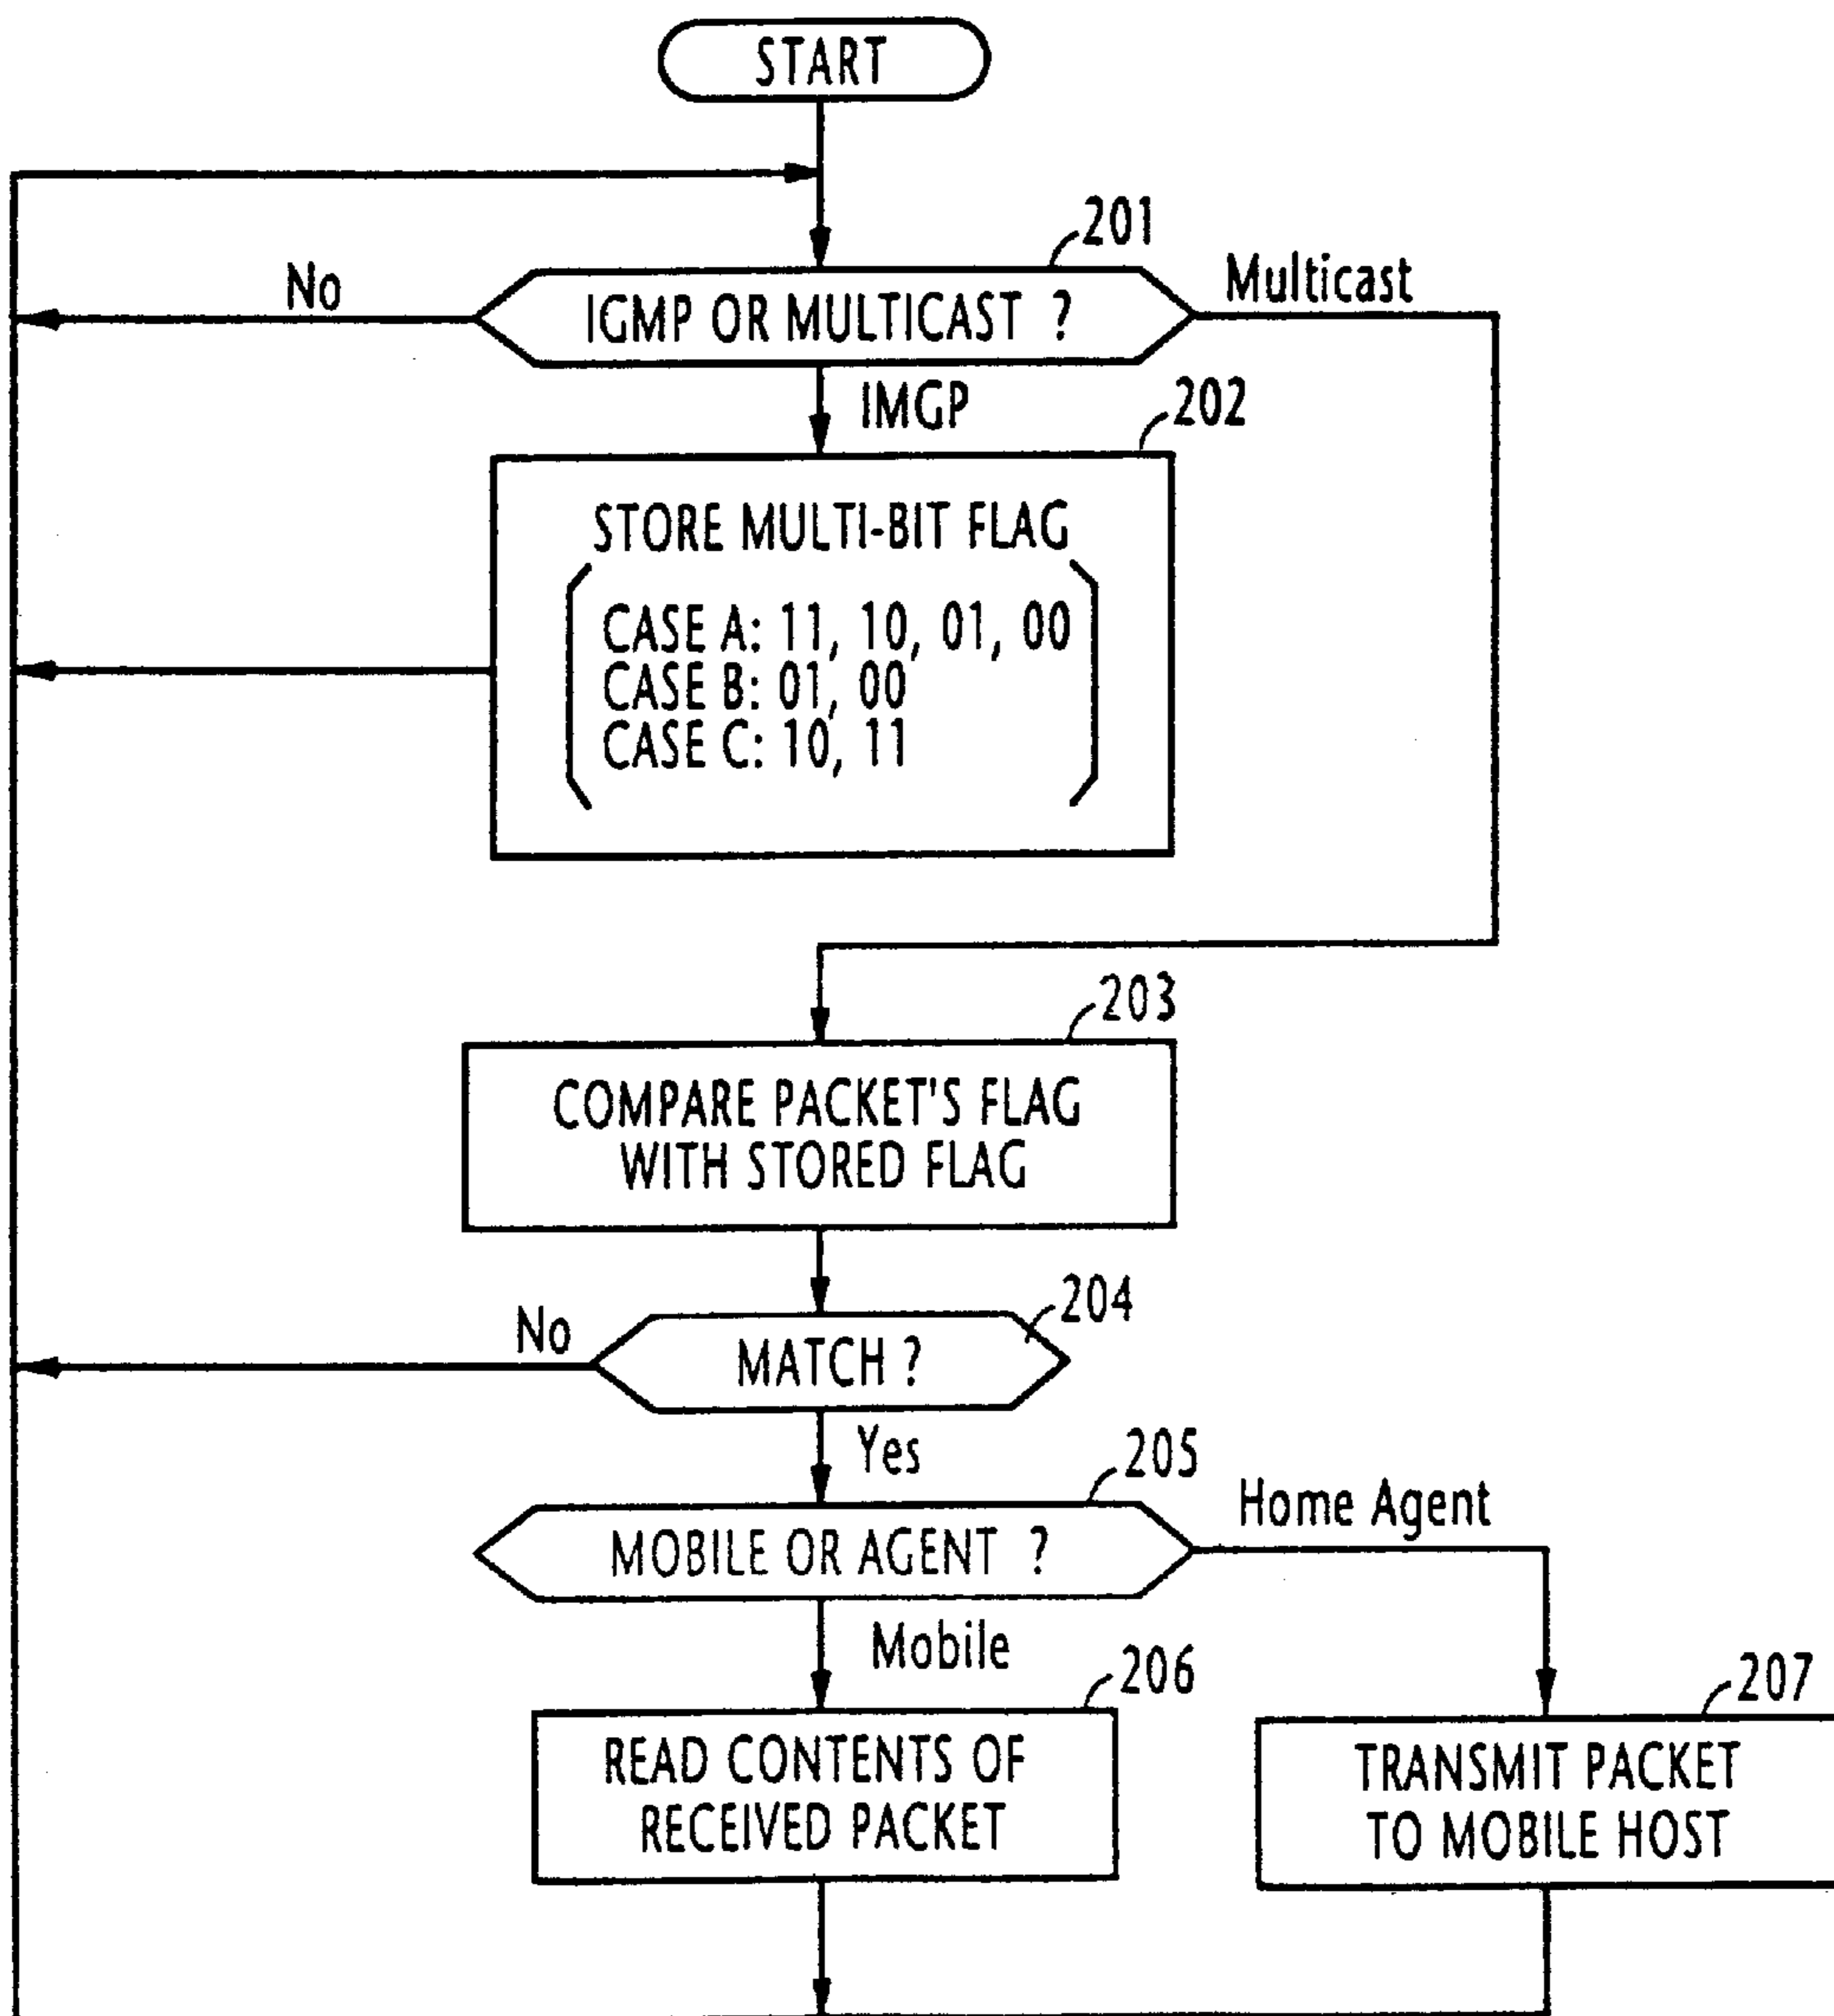 START
201
No
IGMP OR MULTICAST ?
Multicast
IMGP
202
STORE MULTI-BIT FLAG
CASE A: 11, 10, 01, 00
CASE B: 01, 00
CASE C: 10, 11
203
COMPARE PACKET'S FLAG
WITH STORED FLAG
204
No
MATCH ?
Yes
205
MOBILE OR AGENT ?
Home Agent
Mobile
206
READ CONTENTS OF
RECEIVED PACKET
207
TRANSMIT PACKET
TO MOBILE HOST